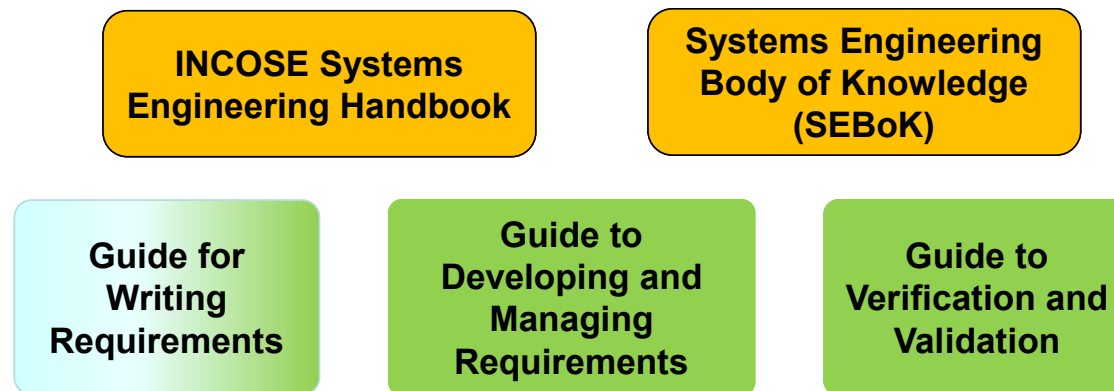 INCOSE Systems
Engineering Handbook
Systems Engineering
Body of Knowledge
(SEBoK)
Guide for
Writing
Requirements
Guide to
Developing and
Managing
Requirements
Guide to
Verification and
Validation